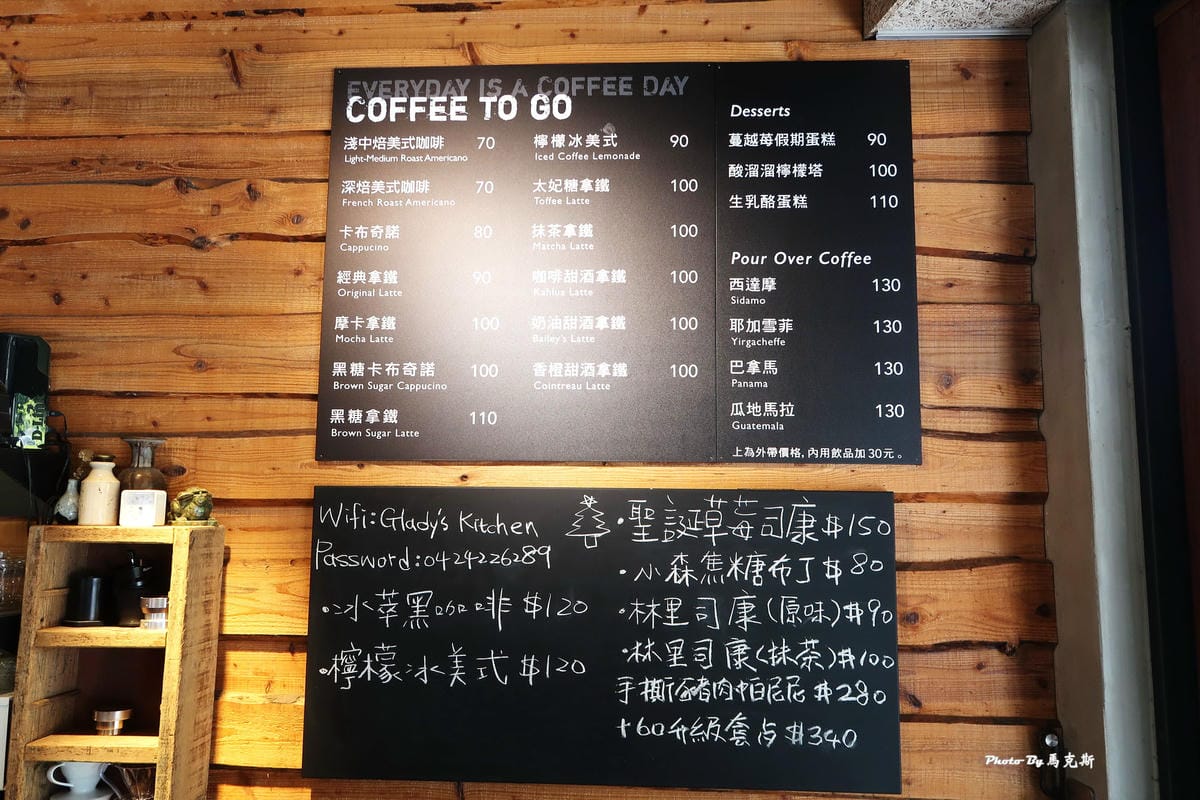 EVERYDAY IS A COFFEE DAY
COFFEE TO GO
淺中焙美式咖啡 70
Light-Medium Roast Americano
深焙美式咖啡 70
French Roast Americano
卡布奇諾 80
Cappucino
經典拿鐵 90
Original Latte
摩卡拿鐵 100
Mocha Latte
黑糖卡布奇諾 100
Brown Sugar Cappucino
黑糖拿鐵 110
Brown Sugar Latte
檸檬冰美式 90
Iced Coffee Lemonade
太妃糖拿鐵 100
Toffee Latte
抹茶拿鐵 100
Matcha Latte
咖啡甜酒拿鐵 100
Kahlua Latte
奶油甜酒拿鐵 100
Bailey's Latte
香橙甜酒拿鐵 100
Cointreau Latte
Desserts
蔓越莓假期蛋糕 90
酸溜溜檸檬塔 100
生乳酪蛋糕 110
Pour Over Coffee
西達摩 130
Sidamo
耶加雪菲 130
Yirgacheffe
巴拿馬 130
Panama
瓜地馬拉 130
Guatemala
上為外帶價格,內用飲品加30元。
Wifi:Glady's Kitchen
Password:0424226289
·冰萃黑咖啡 $120
·檸檬冰美式 $120
·聖誕草莓司康 $150
·小森焦糖布丁 $80
·林里司康(原味) $90
·林里司康(抹茶) $100
手撕豬肉帕尼尼 $280
+60升級套点 $340
Photo By 馬克斯